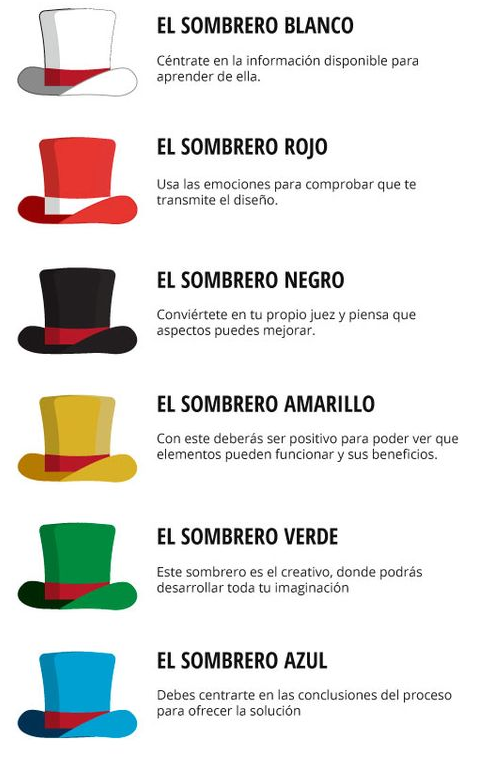 EL SOMBRERO BLANCO
Céntrate en la información disponible para
aprender de ella.
EL SOMBRERO ROJO
Usa las emociones para comprobar que te
transmite el diseño.
EL SOMBRERO NEGRO
Conviértete en tu propio juez y piensa que
aspectos puedes mejorar.
EL SOMBRERO AMARILLO
Con este deberás ser positivo para poder ver que
elementos pueden funcionar y sus beneficios.
EL SOMBRERO VERDE
Este sombrero es el creativo, donde podrás
desarrollar toda tu imaginación
EL SOMBRERO AZUL
Debes centrarte en las conclusiones del proceso
para ofrecer la solución